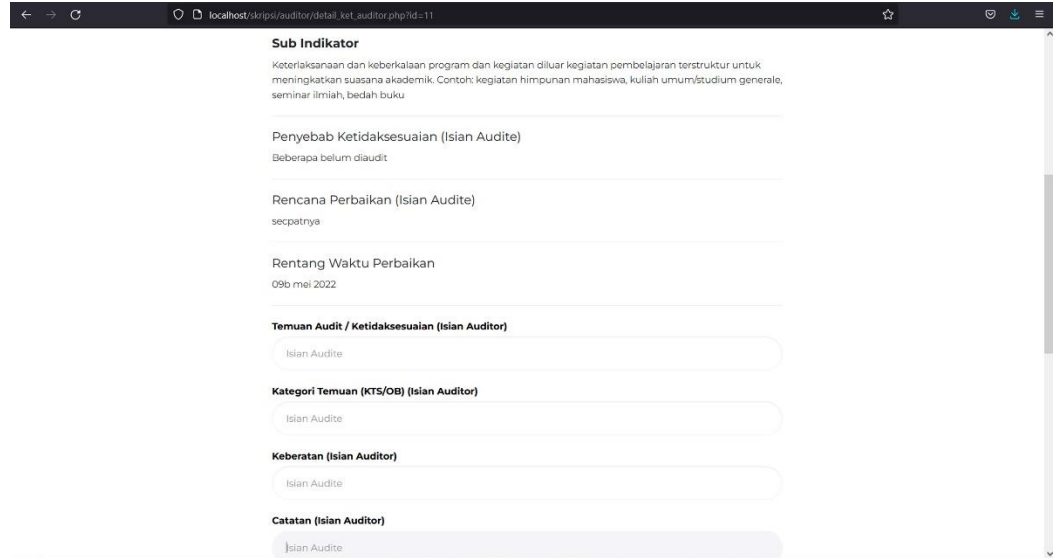 localhost/skripsi/auditor/detail_ket_auditor.php?id=11
Sub Indikator
Keterlaksanaan dan keberkalaan program dan kegiatan diluar kegiatan pembelajaran terstruktur untuk
meningkatkan suasana akademik. Contoh: kegiatan himpunan mahasiswa, kuliah umum/studium generale,
seminar ilmiah, bedah buku
Penyebab Ketidaksesuaian (Isian Audite)
Beberapa belum diaudit
Rencana Perbaikan (Isian Audite)
secpatnya
Rentang Waktu Perbaikan
09b mei 2022
Temuan Audit / Ketidaksesuaian (Isian Auditor)
Isian Audite
Kategori Temuan (KTS/OB) (Isian Auditor)
Isian Audite
Keberatan (Isian Auditor)
Isian Audite
Catatan (Isian Auditor)
Isian Audite